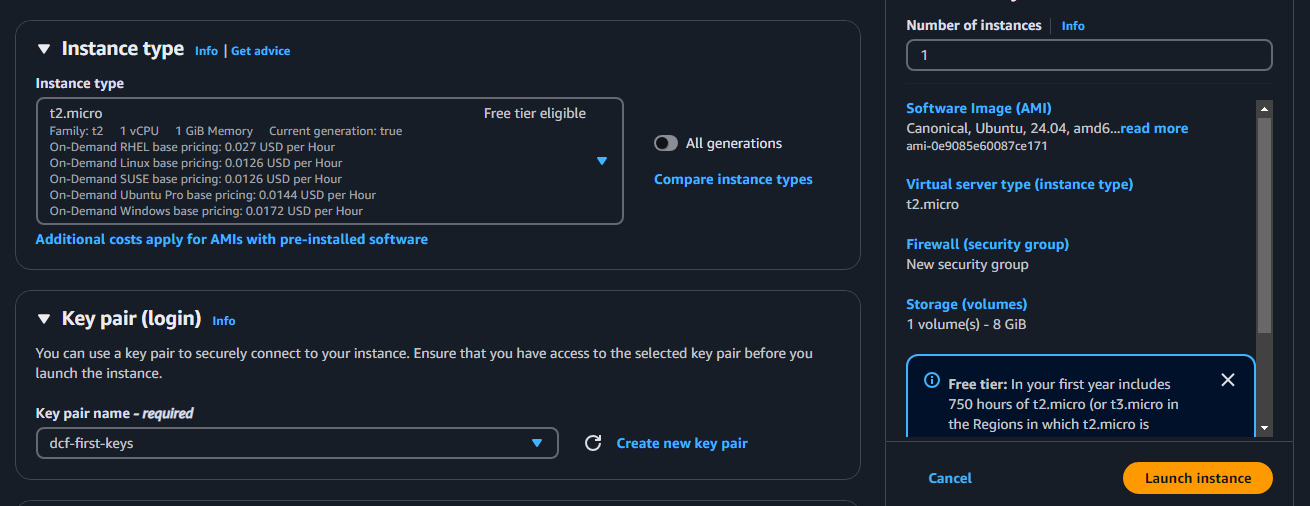 Instance type Info | Get advice
Instance type
t2.micro Free tier eligible
Family: t2 1 vCPU 1 GiB Memory Current generation: true
On-Demand RHEL base pricing: 0.027 USD per Hour
On-Demand Linux base pricing: 0.0126 USD per Hour
On-Demand SUSE base pricing: 0.0126 USD per Hour
On-Demand Ubuntu Pro base pricing: 0.0144 USD per Hour
On-Demand Windows base pricing: 0.0172 USD per Hour
All generations
Compare instance types
Additional costs apply for AMIs with pre-installed software
Key pair (login) Info
You can use a key pair to securely connect to your instance. Ensure that you have access to the selected key pair before you
launch the instance.
Key pair name - required
dcf-first-keys
Create new key pair
Number of instances Info
1
Software Image (AMI)
Canonical, Ubuntu, 24.04, amd6...read more
ami-0e9085e60087ce171
Virtual server type (instance type)
t2.micro
Firewall (security group)
New security group
Storage (volumes)
1 volume(s) - 8 GiB
Free tier: In your first year includes
750 hours of t2.micro (or t3.micro in
the Regions in which t2.micro is
Cancel
Launch instance